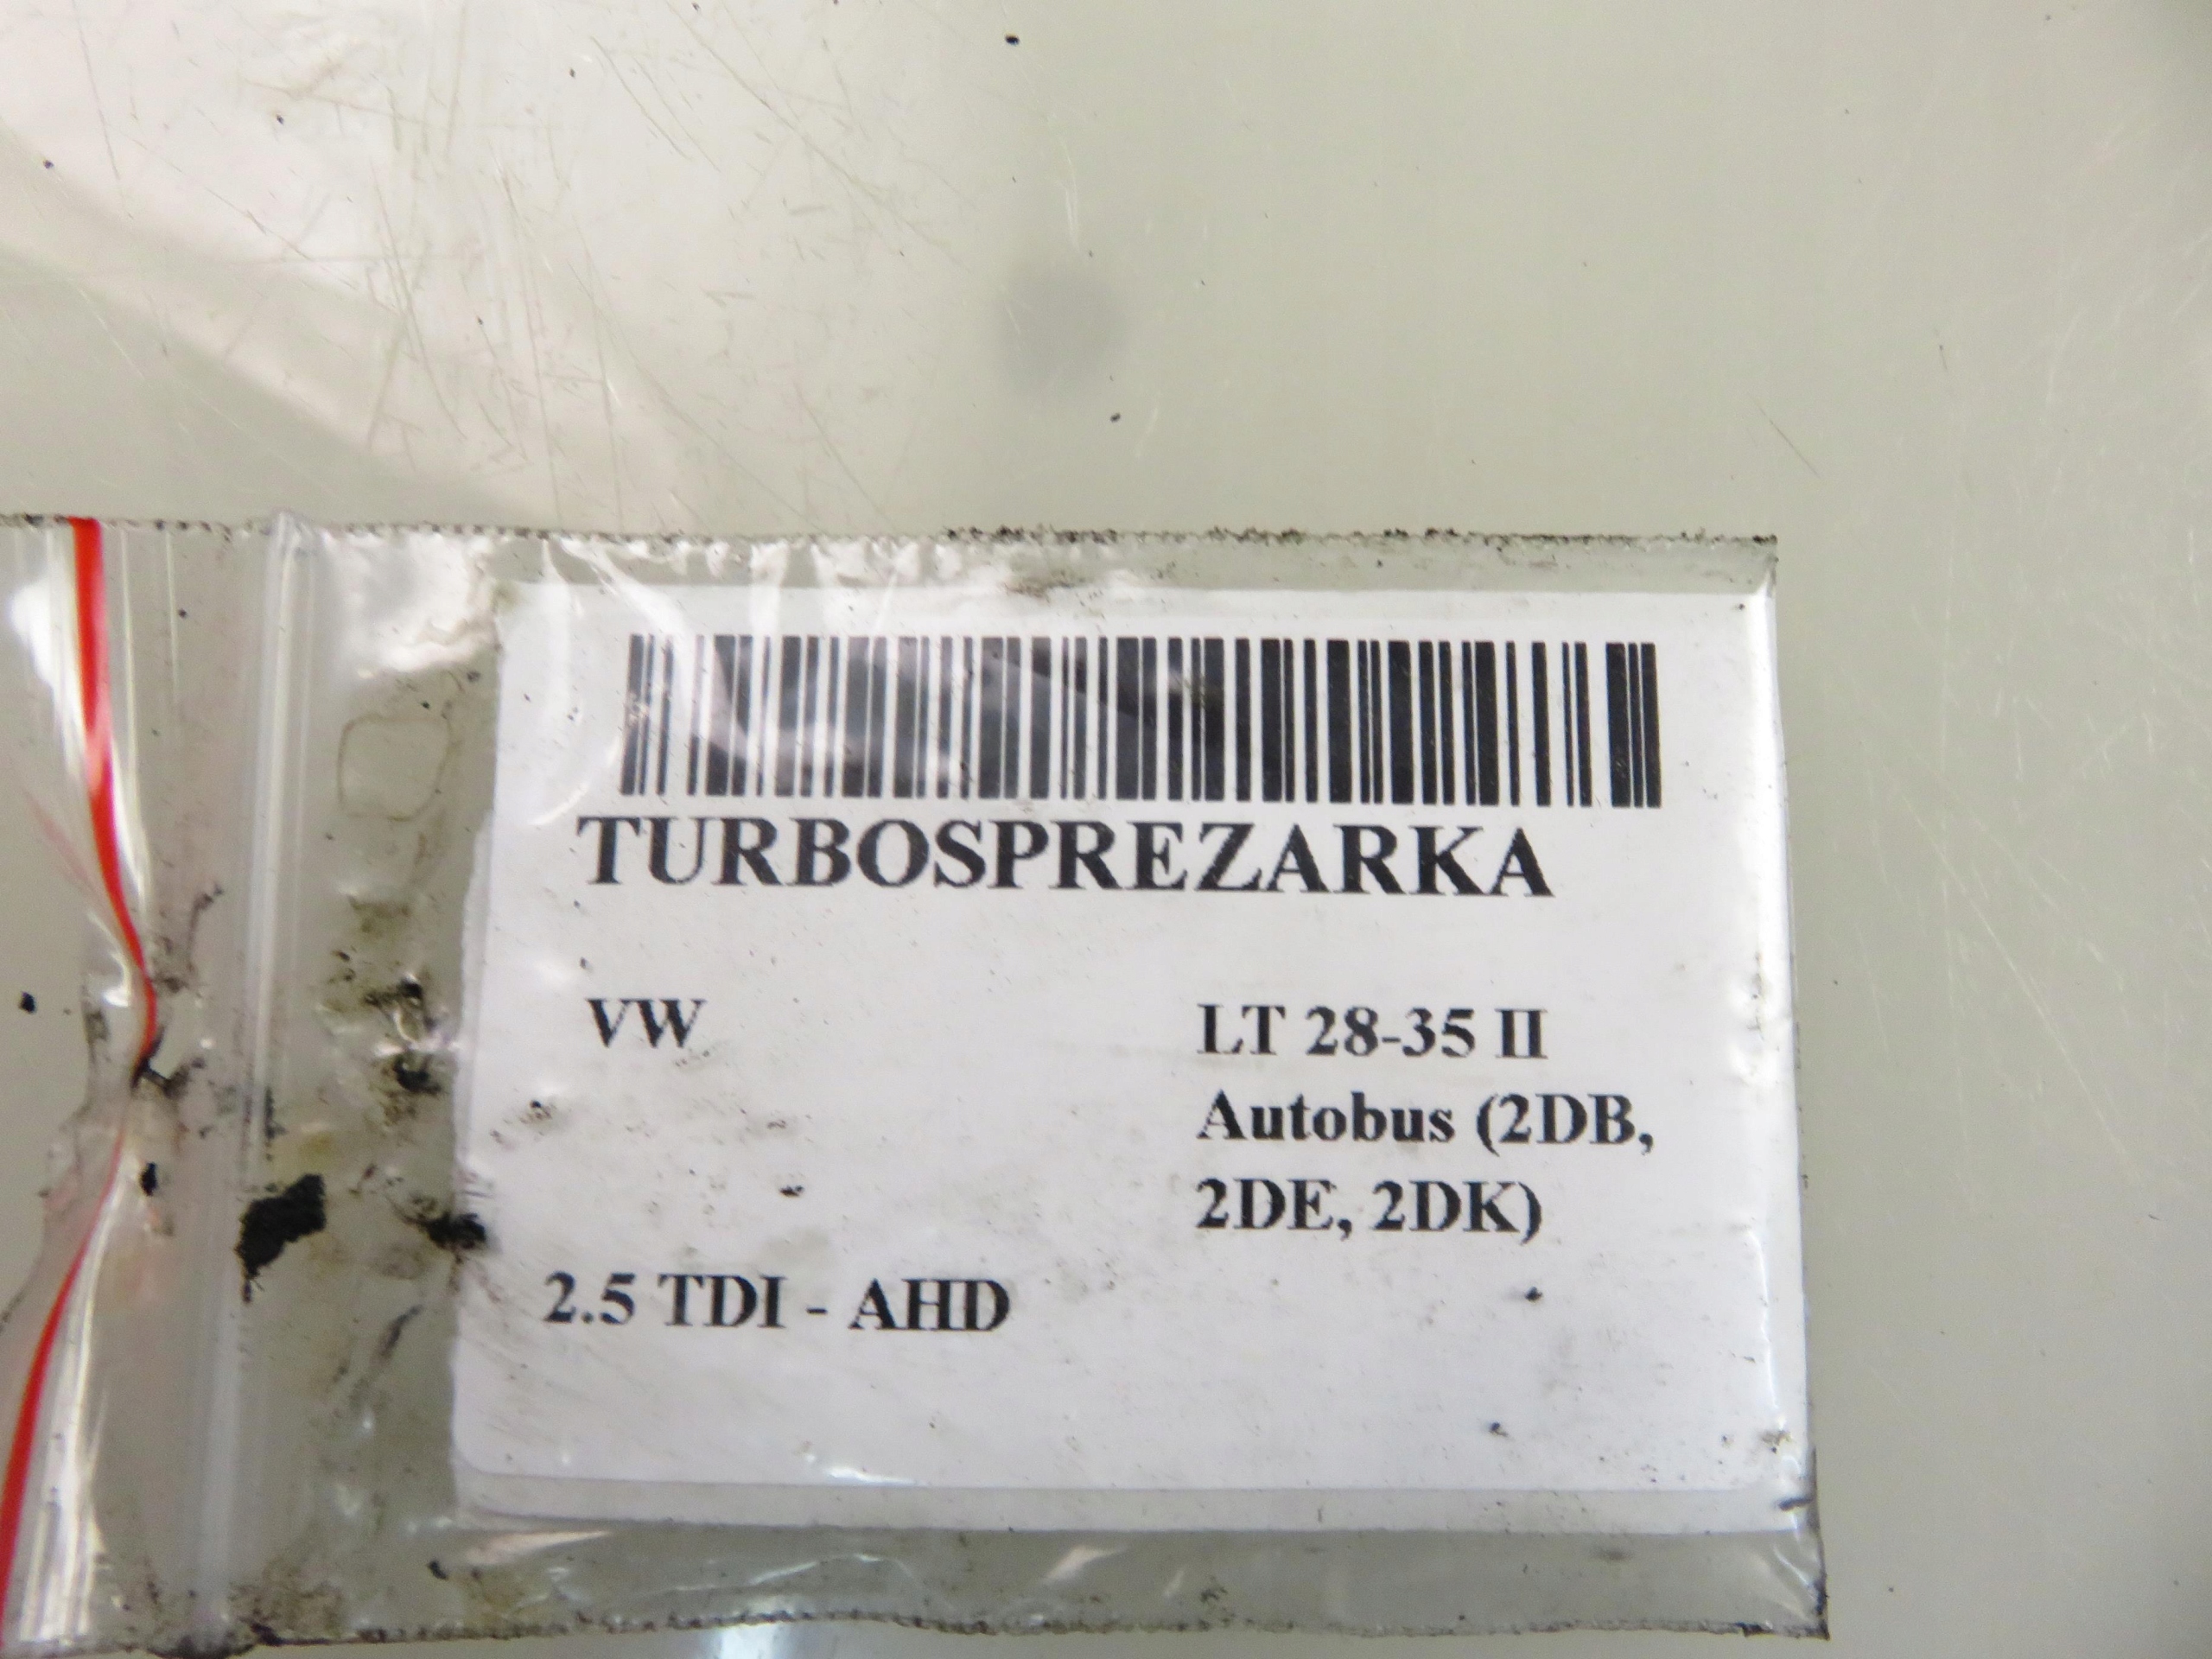 TURBOSPREZARKA
VW
LT 28-35 II
Autobus (2DB,
2DE, 2DK)
2.5 TDI - AHD